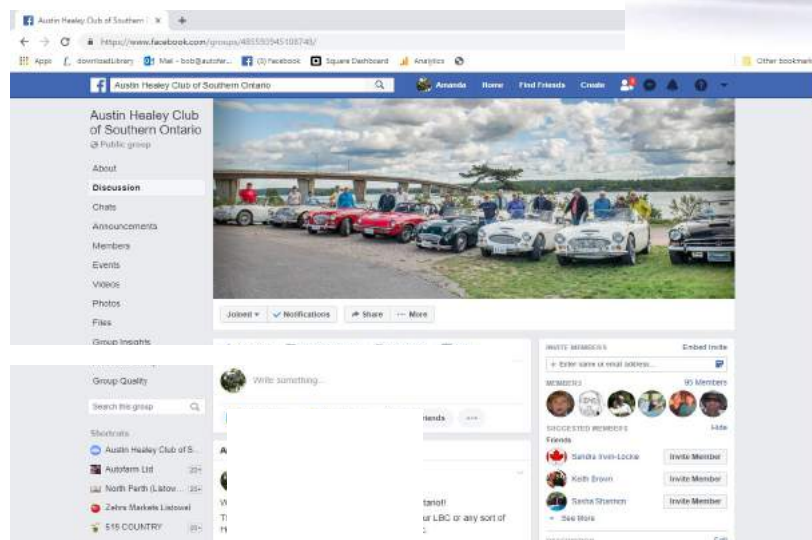 Austin Healey Club of Southern
https://www.facebook.com/groups/
Apps
Mail - bob@autofar...
(3) Facebook
Square Dashboard
Analytics
Other bookmarks
Austin Healey Club of Southern Ontario
Amanda
Home
Find Friends
Create
Austin Healey Club
of Southern Ontario
Public group
About
Discussion
Chats
Announcements
Members
Events
Videos
Photos
Files
Group Insights
Group Quality
Search this group
Shortcuts
Austin Healey Club of S...
Autofarm Ltd 20+
North Perth (Listow... 20+
Zehrs Markets Listowel
519 COUNTRY 20+
Joined
Notifications
Share
More
Write something...
riends
INVITE MEMBERS
Embed Invite
+ Enter name or email address...
MEMBERS
95 Members
SUGGESTED MEMBERS
Hide
Friends
Sandra Irvin-Locke
Invite Member
Keith Brown
Invite Member
Sasha Shannon
Invite Member
See More
tario!!
ur LBC or any sort of
Edit